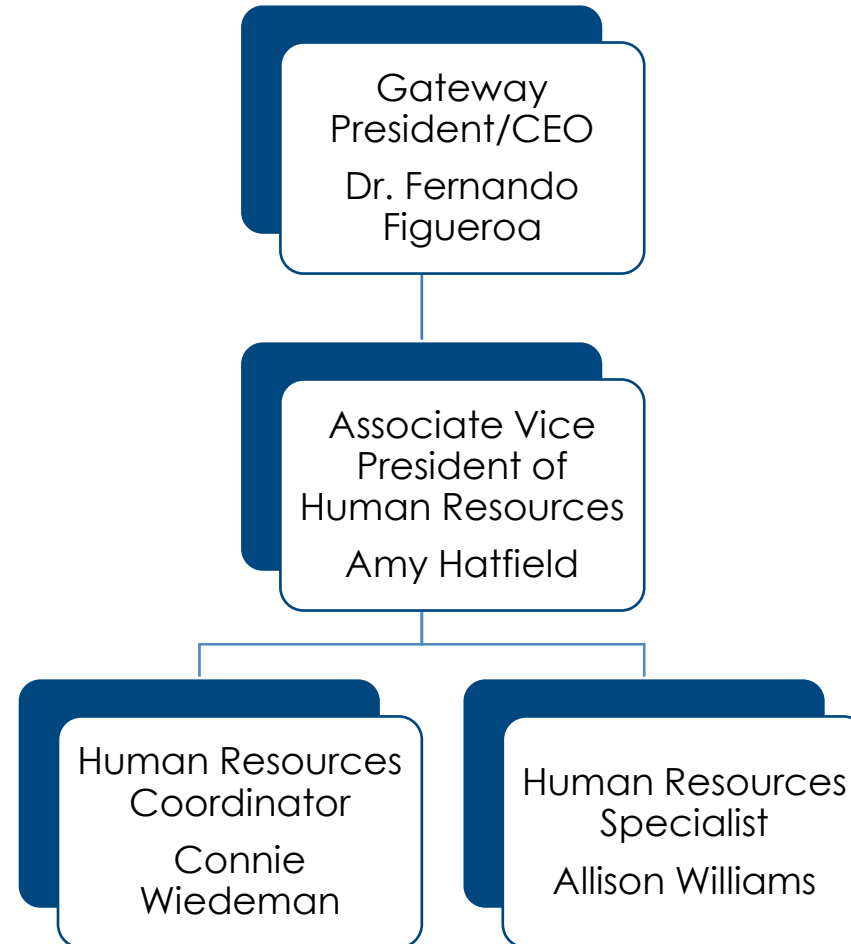 Gateway
President/CEO
Dr. Fernando
Figueroa
Associate Vice
President of
Human Resources
Amy Hatfield
Human Resources
Coordinator
Connie
Wiedeman
Human Resources
Specialist
Allison Williams